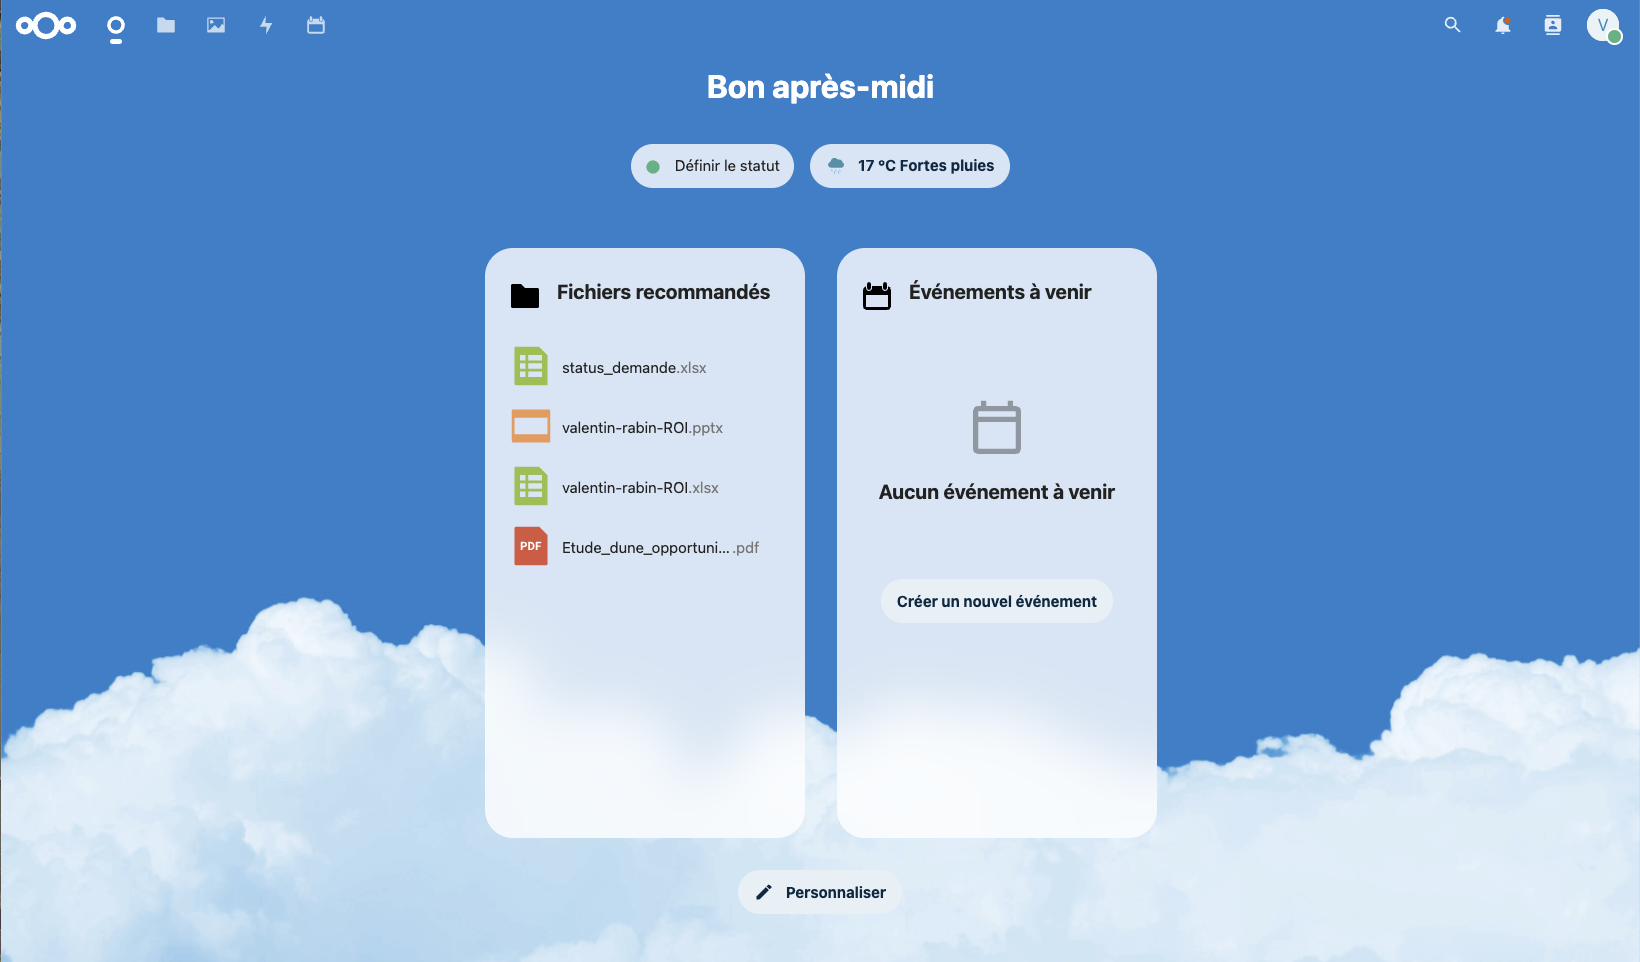 V
Bon après-midi
Définir le statut
17 °C Fortes pluies
Fichiers recommandés
status_demande.xlsx
valentin-rabin-ROI.pptx
valentin-rabin-ROI.xlsx
PDF
Etude_dune_opportuni... .pdf
Événements à venir
Aucun événement à venir
Créer un nouvel événement
Personnaliser